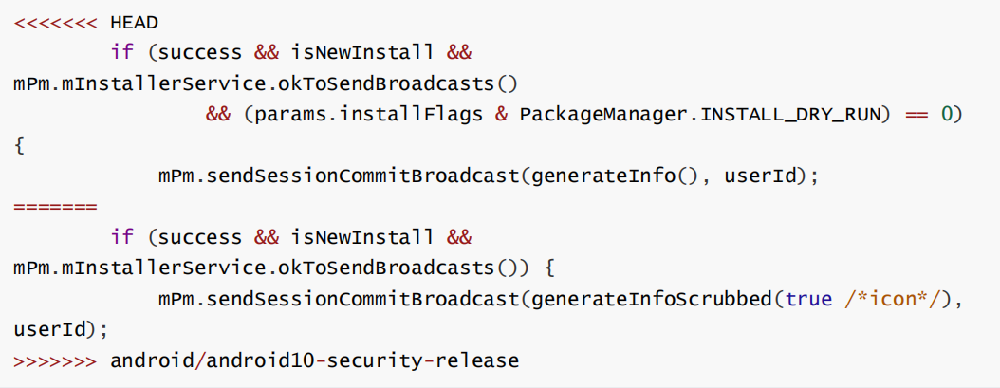 <<<<<<< HEAD
        if (success && isNewInstall &&
mPm.mInstallerService.okToSendBroadcasts()
                && (params.installFlags & PackageManager.INSTALL_DRY_RUN) == 0)
{
            mPm.sendSessionCommitBroadcast(generateInfo(), userId);
=======
        if (success && isNewInstall &&
mPm.mInstallerService.okToSendBroadcasts()) {
            mPm.sendSessionCommitBroadcast(generateInfoScrubbed(true /*icon*/),
userId);
>>>>>>> android/android10-security-release